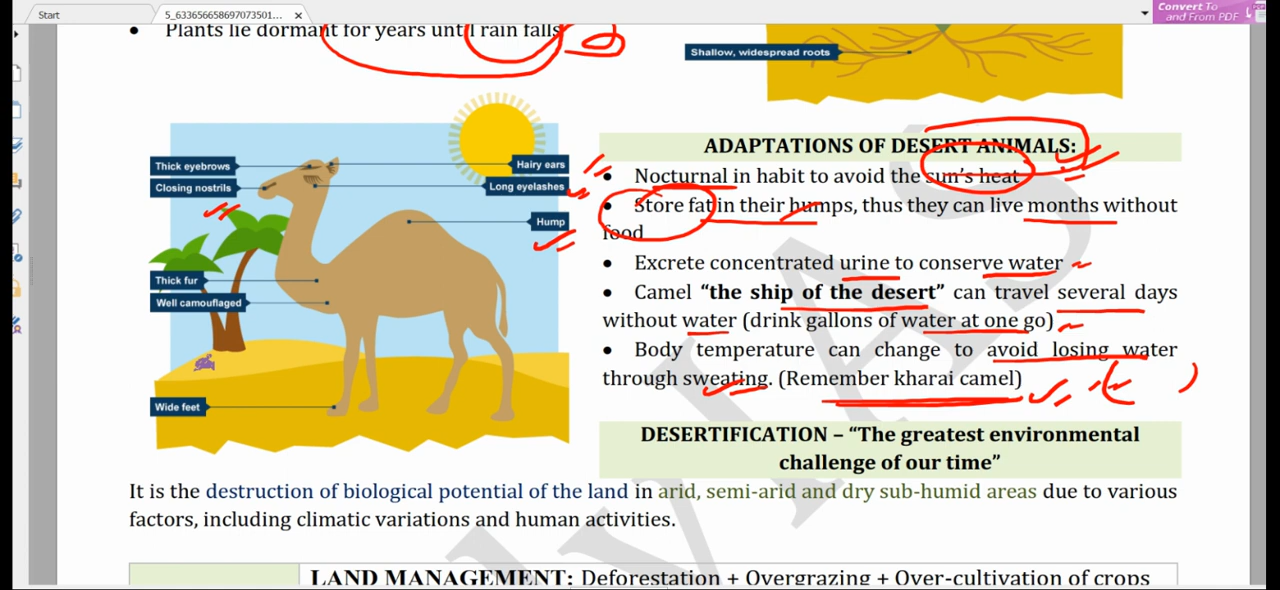 Start
5_633656658697073501...
Convert To
and From PDF
Plants lie dormant for years until rain falls
Shallow, widespread roots
Thick eyebrows
Closing nostrils
Thick fur
Well camouflaged
Wide feet
Hairy ears
Long eyelashes
Hump
ADAPTATIONS OF DESERT ANIMALS:
• Nocturnal in habit to avoid the sun's heat
• Store fat in their humps, thus they can live months without
food
• Excrete concentrated urine to conserve water
• Camel “the ship of the desert” can travel several days
without water (drink gallons of water at one go)
• Body temperature can change to avoid losing water
through sweating. (Remember kharai camel)
DESERTIFICATION – “The greatest environmental
challenge of our time”
It is the destruction of biological potential of the land in arid, semi-arid and dry sub-humid areas due to various
factors, including climatic variations and human activities.
LAND MANAGEMENT: Deforestation + Overgrazing + Over-cultivation of crops